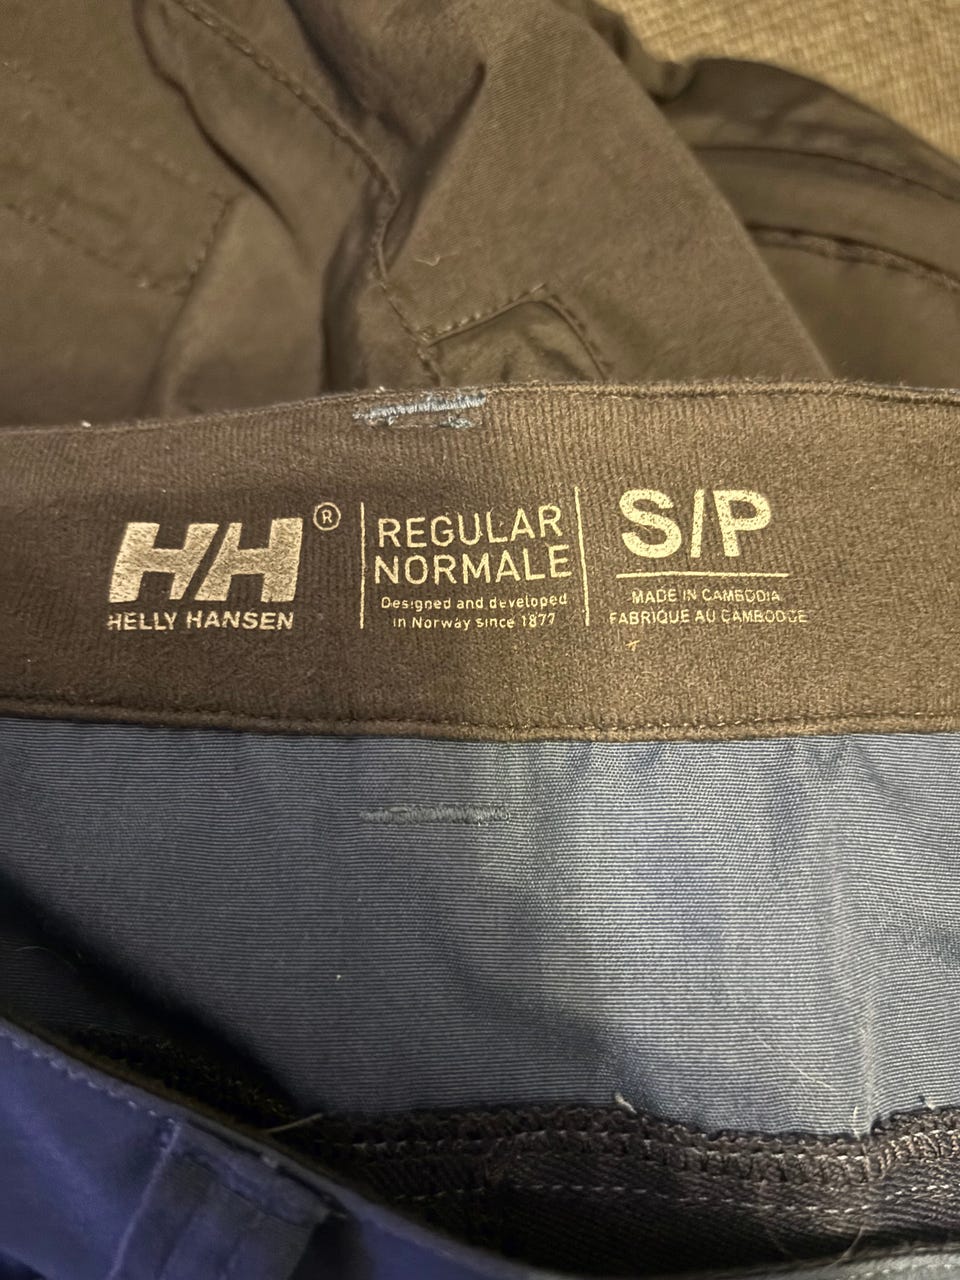 HH®
HELLY HANSEN
REGULAR
NORMALE
Designed and developed
in Norway since 1877
S/P
MADE IN CAMBODIA
FABRIQUE AU CAMBODGE